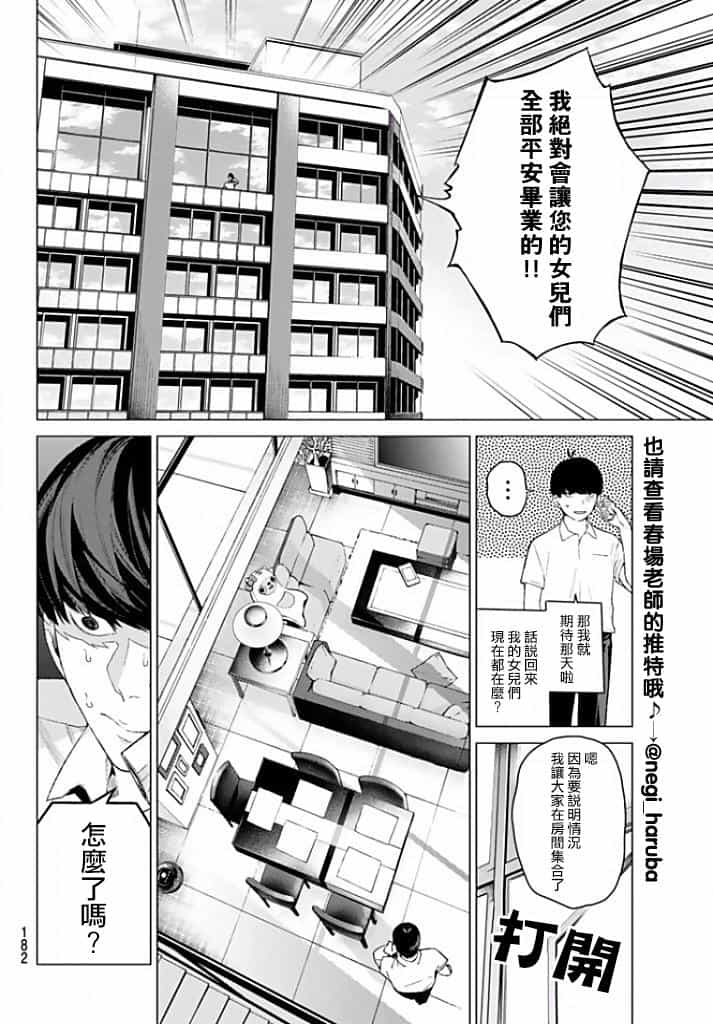 我絕對會讓您的女兒們
全部平安畢業的!!
也請查看春場老師的推特哦♪→@negi_haruba
…
那我就
期待那天啦
話說回來
我的女兒們
現在都在麼?
嗯
因為要說明情況
我讓大家在房間集合了
打開
怎麼了嗎?
182